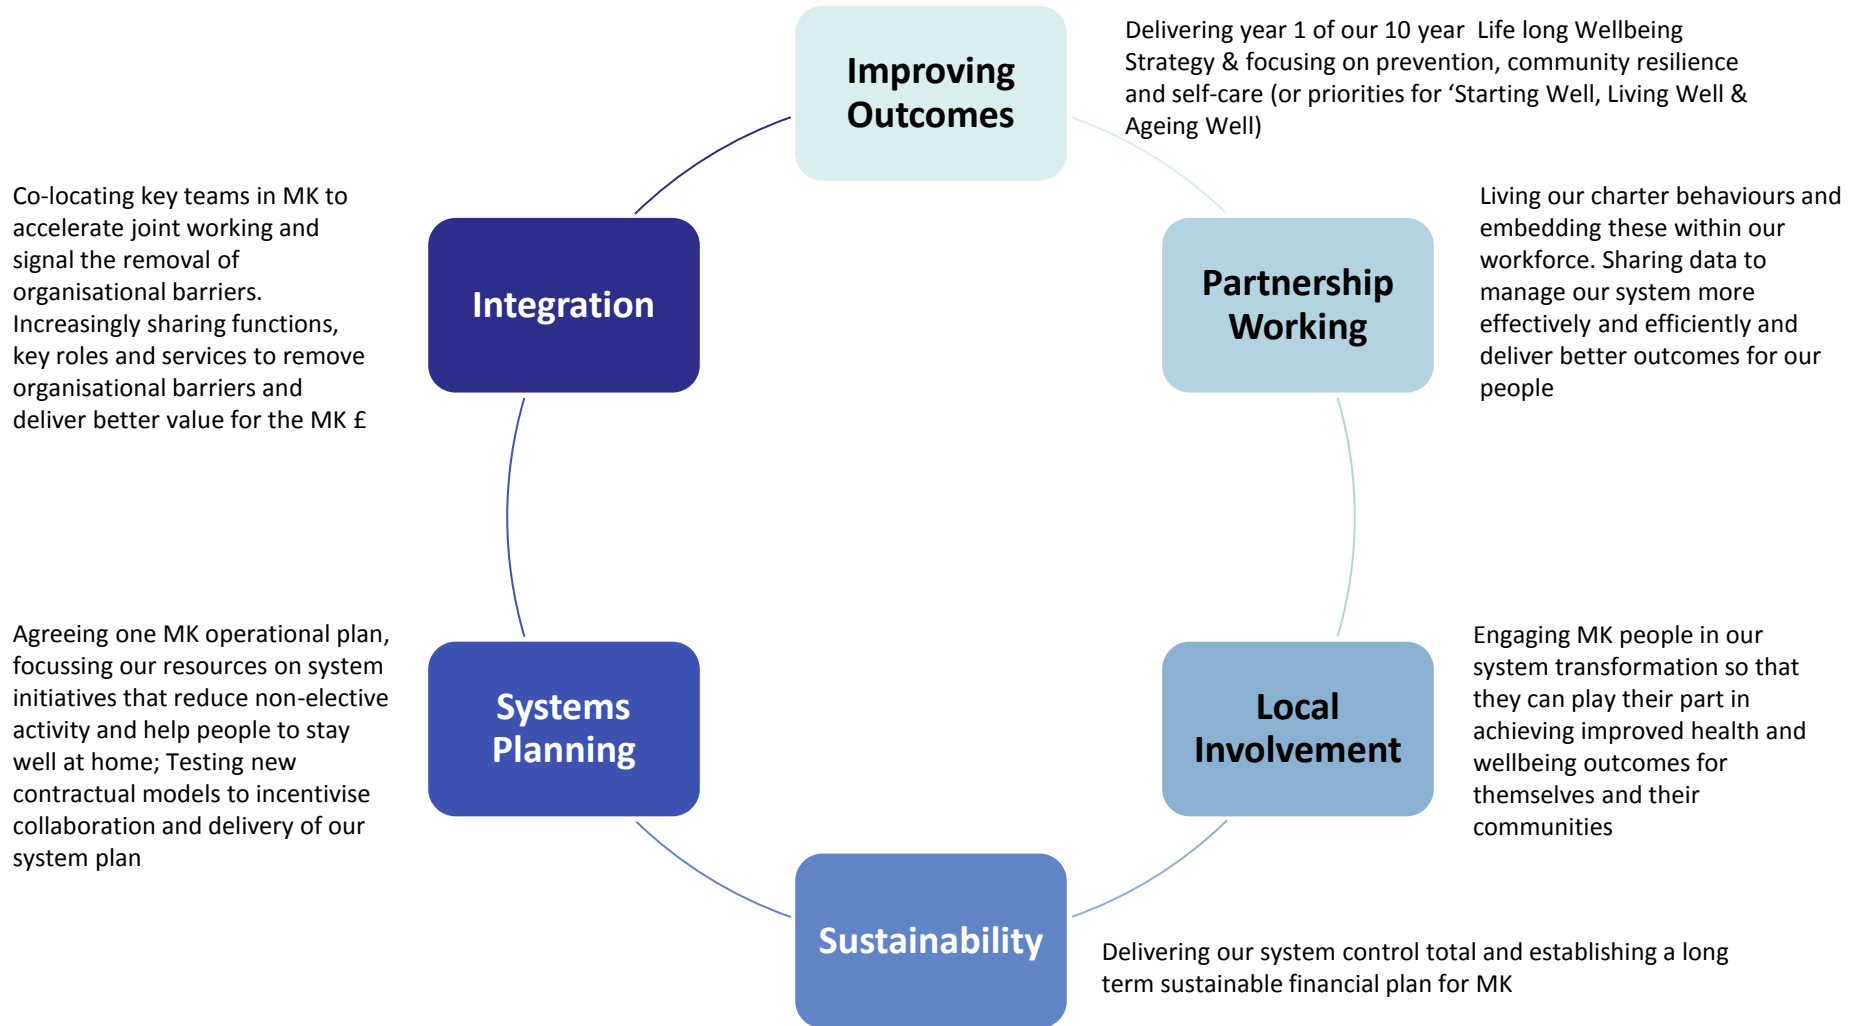 Improving
Outcomes
Delivering year 1 of our 10 year  Life long Wellbeing
Strategy & focusing on prevention, community resilience
and self-care (or priorities for ‘Starting Well, Living Well &
Ageing Well)
Partnership
Working
Living our charter behaviours and
embedding these within our
workforce. Sharing data to
manage our system more
effectively and efficiently and
deliver better outcomes for our
people
Local
Involvement
Engaging MK people in our
system transformation so that
they can play their part in
achieving improved health and
wellbeing outcomes for
themselves and their
communities
Sustainability
Delivering our system control total and establishing a long
term sustainable financial plan for MK
Systems
Planning
Agreeing one MK operational plan,
focussing our resources on system
initiatives that reduce non-elective
activity and help people to stay
well at home; Testing new
contractual models to incentivise
collaboration and delivery of our
system plan
Integration
Co-locating key teams in MK to
accelerate joint working and
signal the removal of
organisational barriers.
Increasingly sharing functions,
key roles and services to remove
organisational barriers and
deliver better value for the MK £